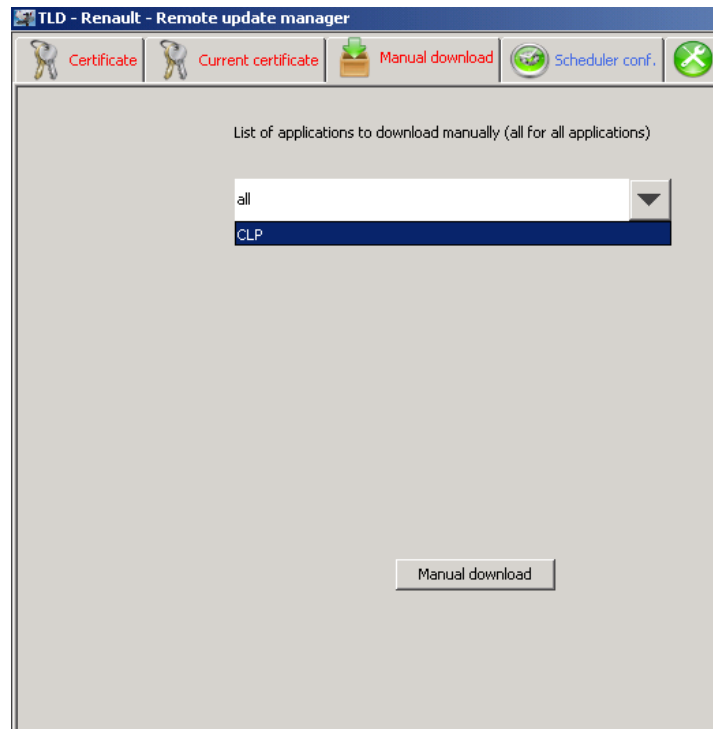 TLD - Renault - Remote update manager
Certificate Current certificate Manual download Scheduler conf.
List of applications to download manually (all for all applications)
all
CLP
Manual download